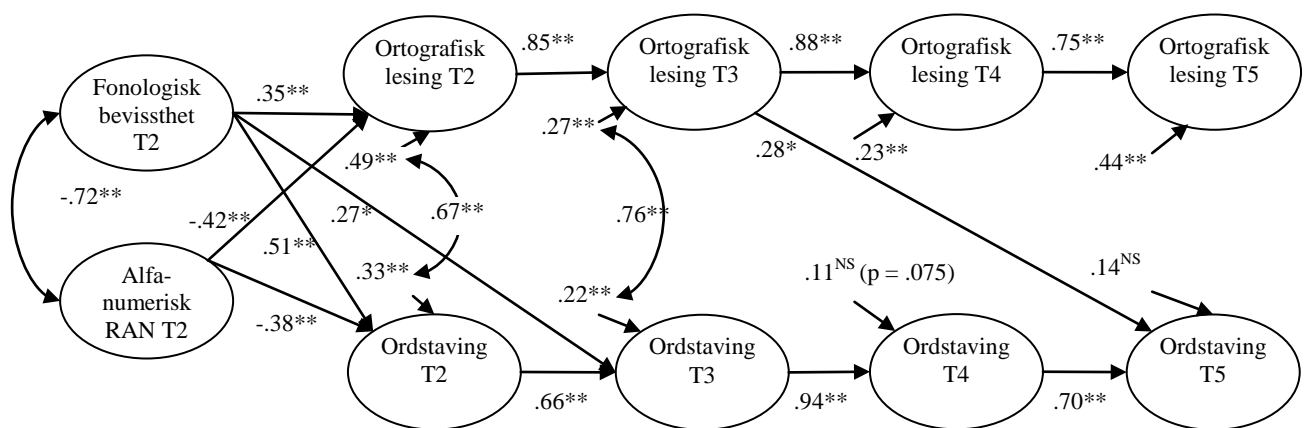 Fonologisk
bevissthet
T2
Alfa-
numerisk
RAN T2
-.72**
.35**
-.42**
.51**
-.38**
.27*
Ortografisk
lesing T2
.49**
.67**
.33**
Ordstaving
T2
.85**
.66**
Ortografisk
lesing T3
.27**
.76**
.22**
Ordstaving
T3
.88**
.28*
.94**
Ortografisk
lesing T4
.23**
.11NS (p = .075)
Ordstaving
T4
.75**
.70**
Ortografisk
lesing T5
.44**
.14NS
Ordstaving
T5